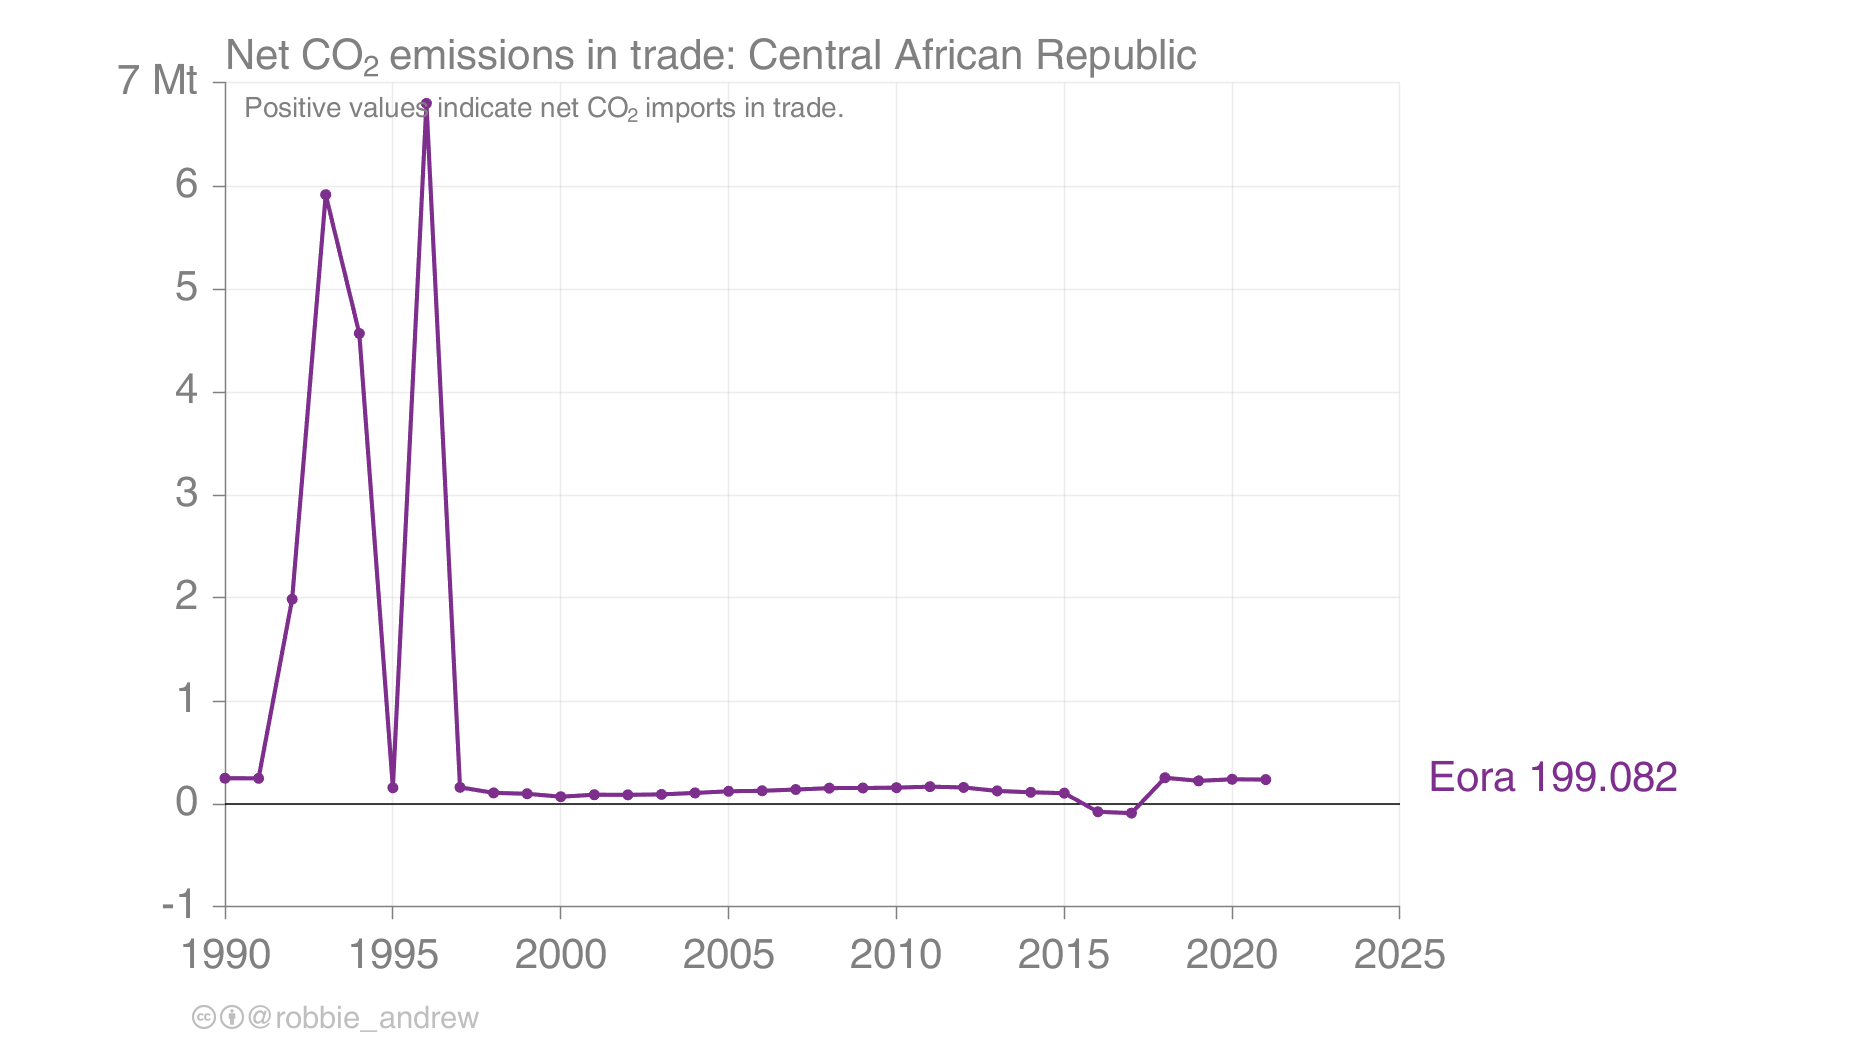 Net CO₂ emissions in trade: Central African Republic
7 Mt
Positive values indicate net CO₂ imports in trade.
6
5
4
3
2
1
0
-1
Eora 199.082
1990 1995 2000 2005 2010 2015 2020 2025
@robbie_andrew